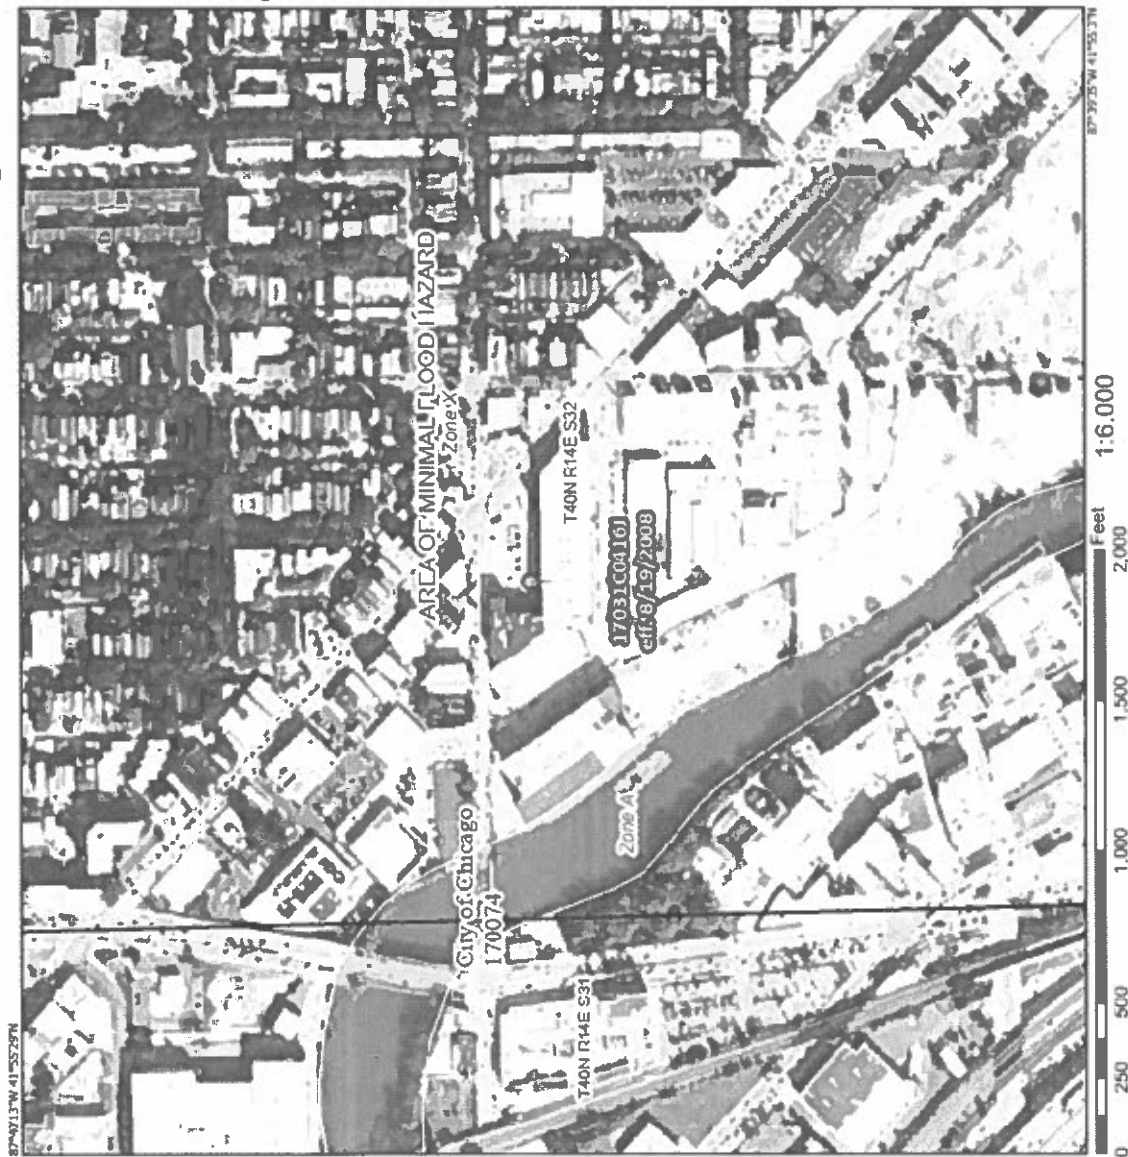 87°40'13"W 41°55'29"N
AREA OF MINIMAL FLOOD HAZARD
Zone X
T40N R14E S32
17031C0416J
eff. 8/19/2008
City of Chicago
170074
T40N R14E S31
87°39'35"W 41°55'3"N
1:6.000
Feet
0 250 500 1,000 1,500 2,000